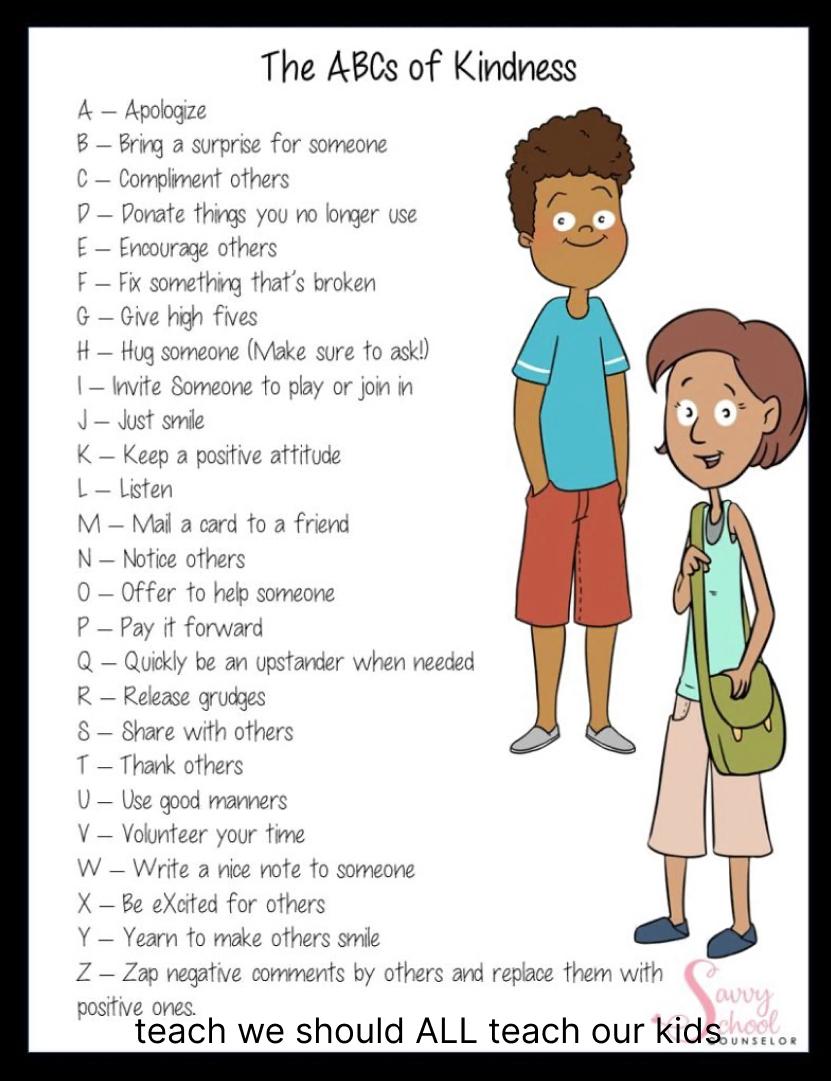 The ABCs of Kindness
A – Apologize
B – Bring a surprise for someone
C – Compliment others
D – Donate things you no longer use
E – Encourage others
F – Fix something that's broken
G – Give high fives
H – Hug someone (Make sure to ask!)
I – Invite Someone to play or join in
J – Just smile
K – Keep a positive attitude
L – Listen
M – Mail a card to a friend
N – Notice others
O – Offer to help someone
P – Pay it forward
Q – Quickly be an upstander when needed
R – Release grudges
S – Share with others
T – Thank others
U – Use good manners
V – Volunteer your time
W – Write a nice note to someone
X – Be eXcited for others
Y – Yearn to make others smile
Z – Zap negative comments by others and replace them with
positive ones.
teach we should ALL teach our kids
Savvy
School
COUNSELOR